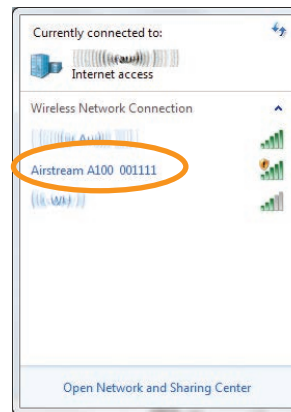 Currently connected to:
Internet access
Wireless Network Connection
Airstream A100 001111
Open Network and Sharing Center